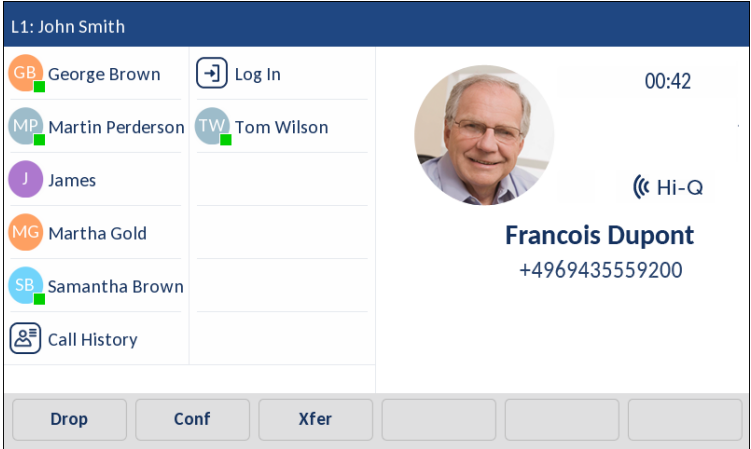 L1: John Smith
GB George Brown
MP Martin Perderson
J James
MG Martha Gold
SB Samantha Brown
Call History
Log In
TW Tom Wilson
00:42
Hi-Q
Francois Dupont
+4969435559200
Drop Conf Xfer